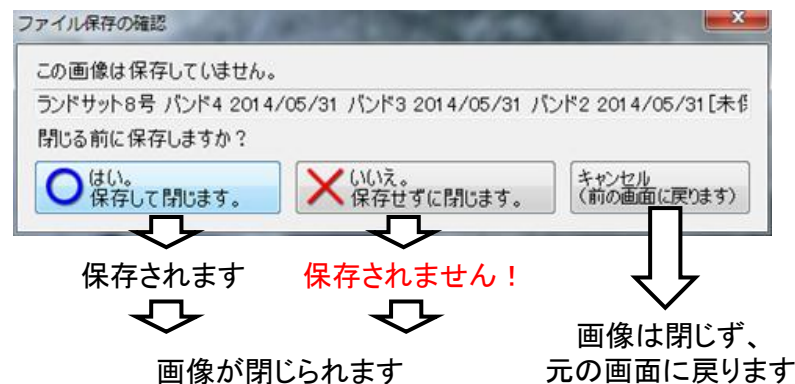 ファイル保存の確認
この画像は保存していません。
ランドサット8号 バンド4 2014/05/31 バンド3 2014/05/31 バンド2 2014/05/31[未
閉じる前に保存しますか？
はい。
保存して閉じます。
いいえ。
保存せずに閉じます。
キャンセル
(前の画面に戻ります)
保存されます
保存されません！
画像が閉じられます
画像は閉じず、
元の画面に戻ります